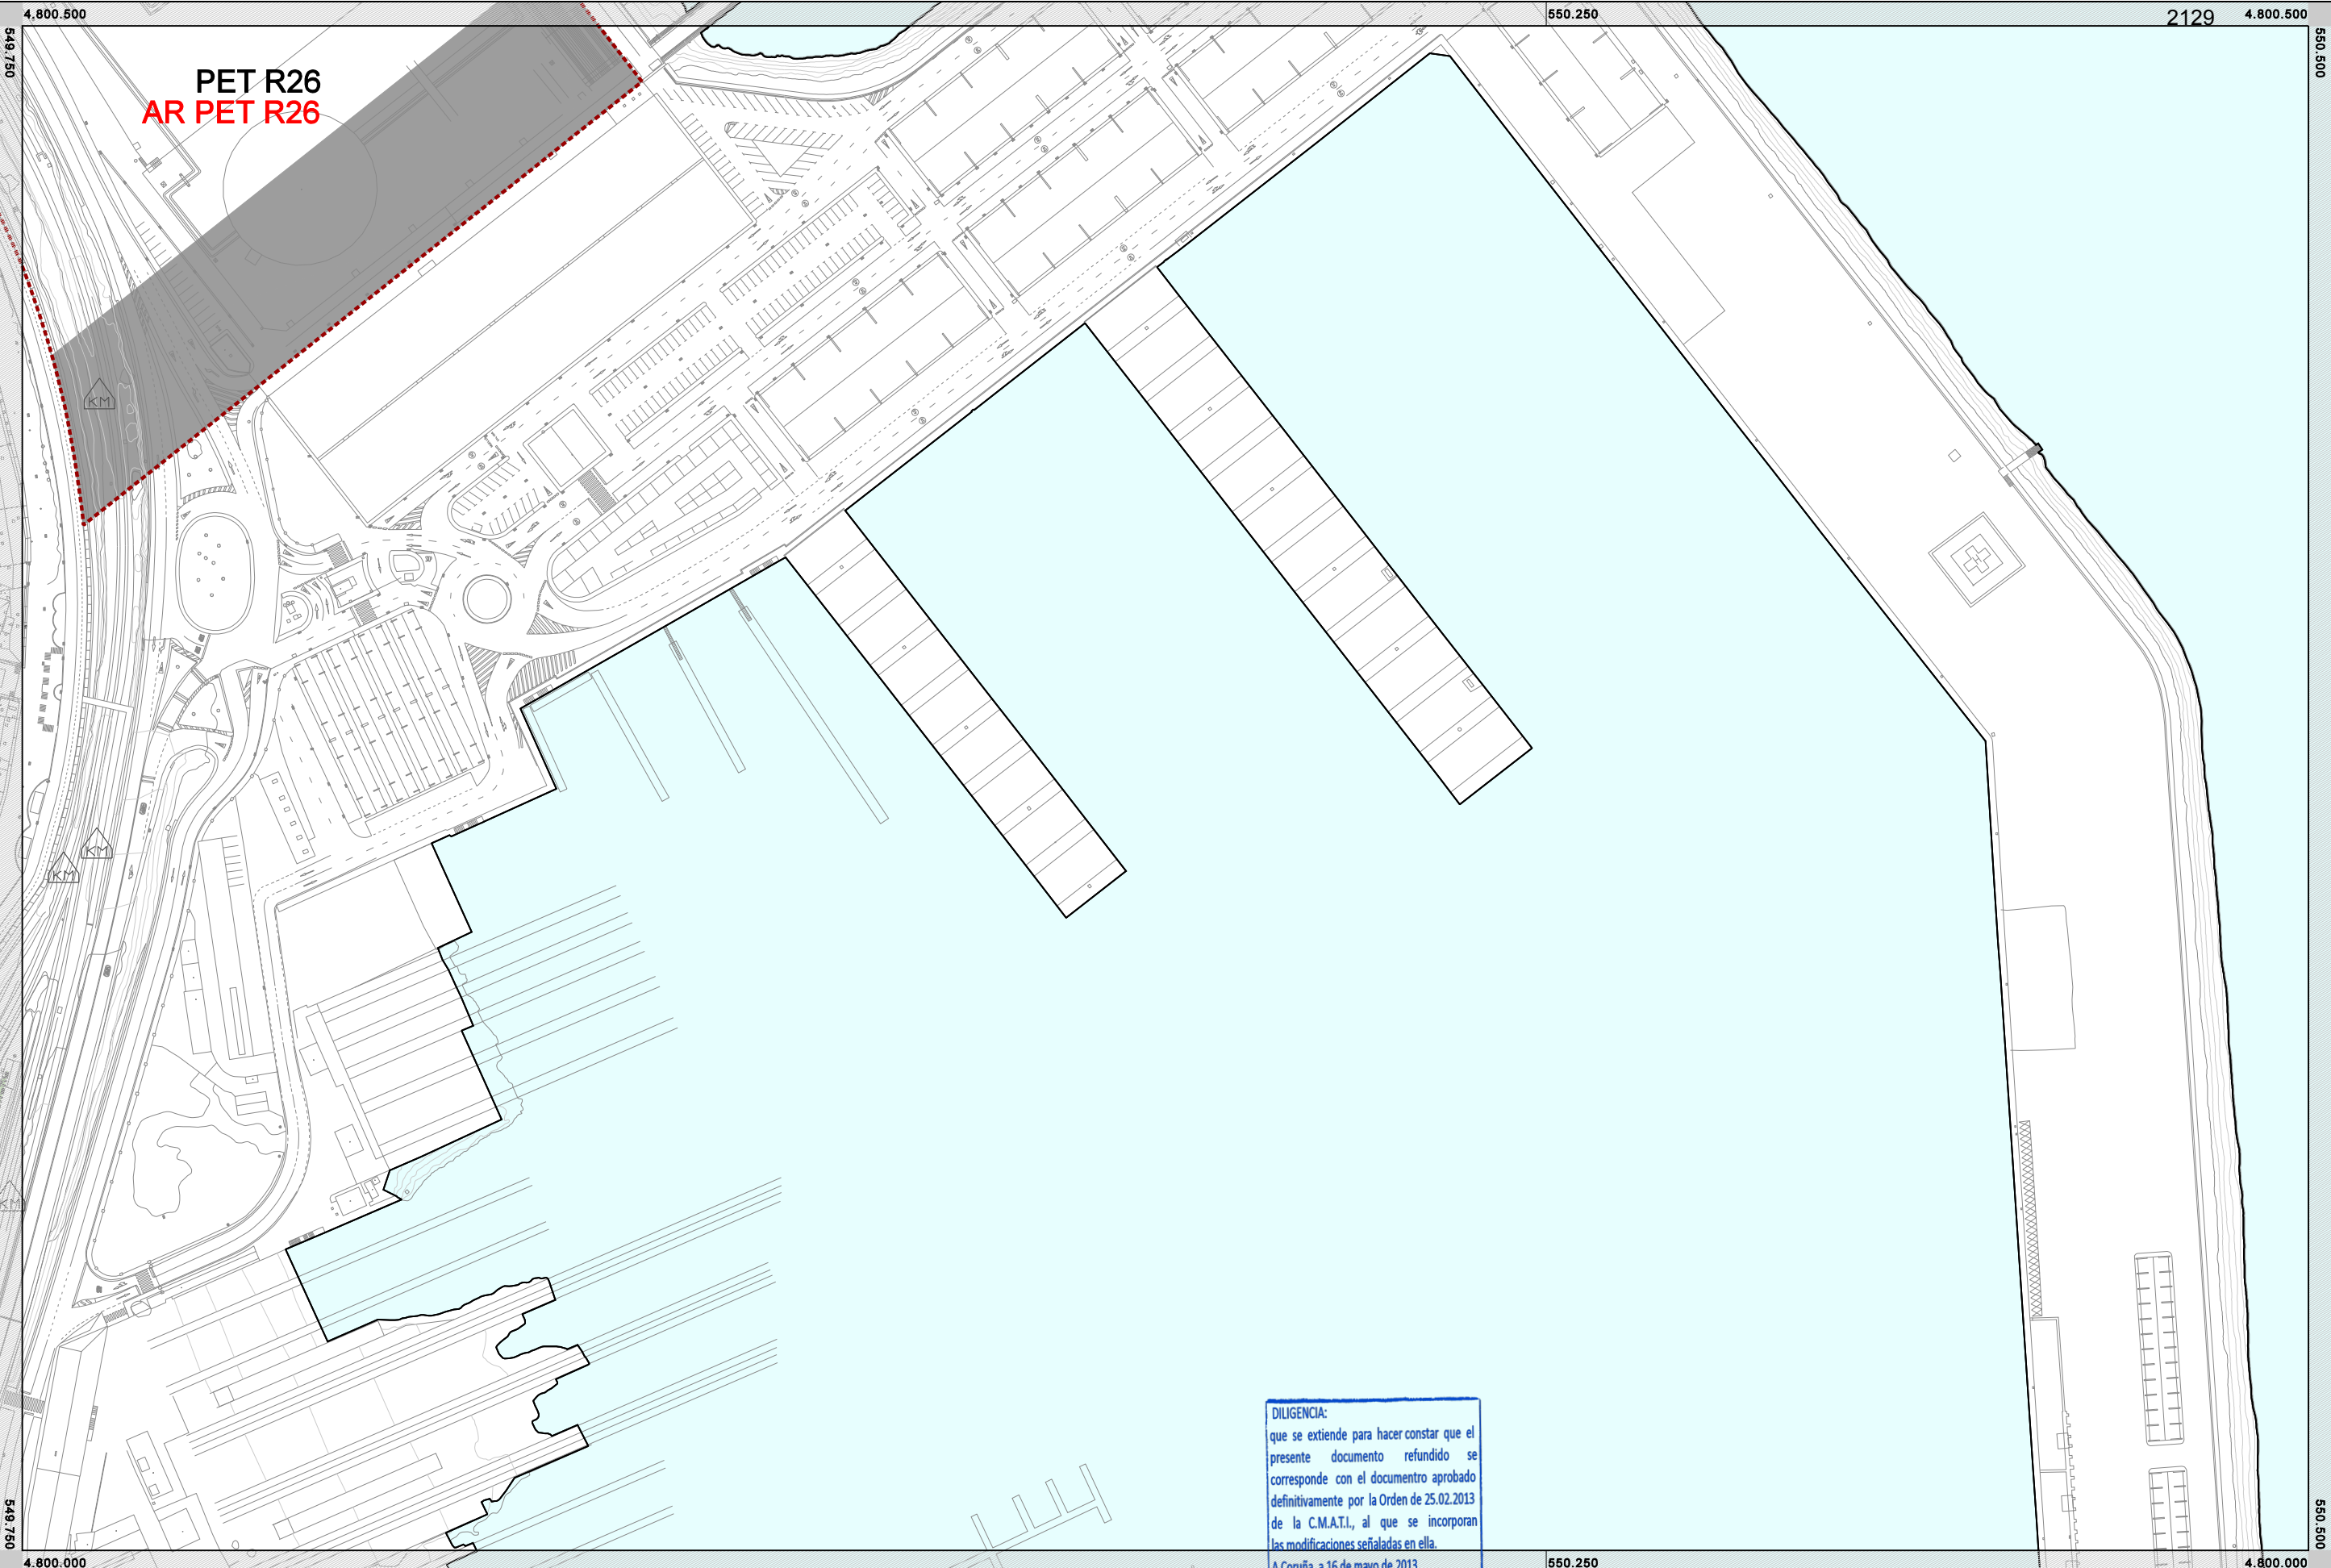 4.800.500
550.250
2129
4.800.500
549.750
550.500
PET R26
AR PET R26
KM
KM
KM
KM
DILIGENCIA:
que se extiende para hacer constar que el
presente documento refundido se
corresponde con el documentro aprobado
definitivamente por la Orden de 25.02.2013
de la C.M.A.T.I., al que se incorporan
las modificaciones señaladas en ella.
A Coruña, a 16 de mayo de 2013
549.750
550.500
4.800.000
550.250
4.800.000